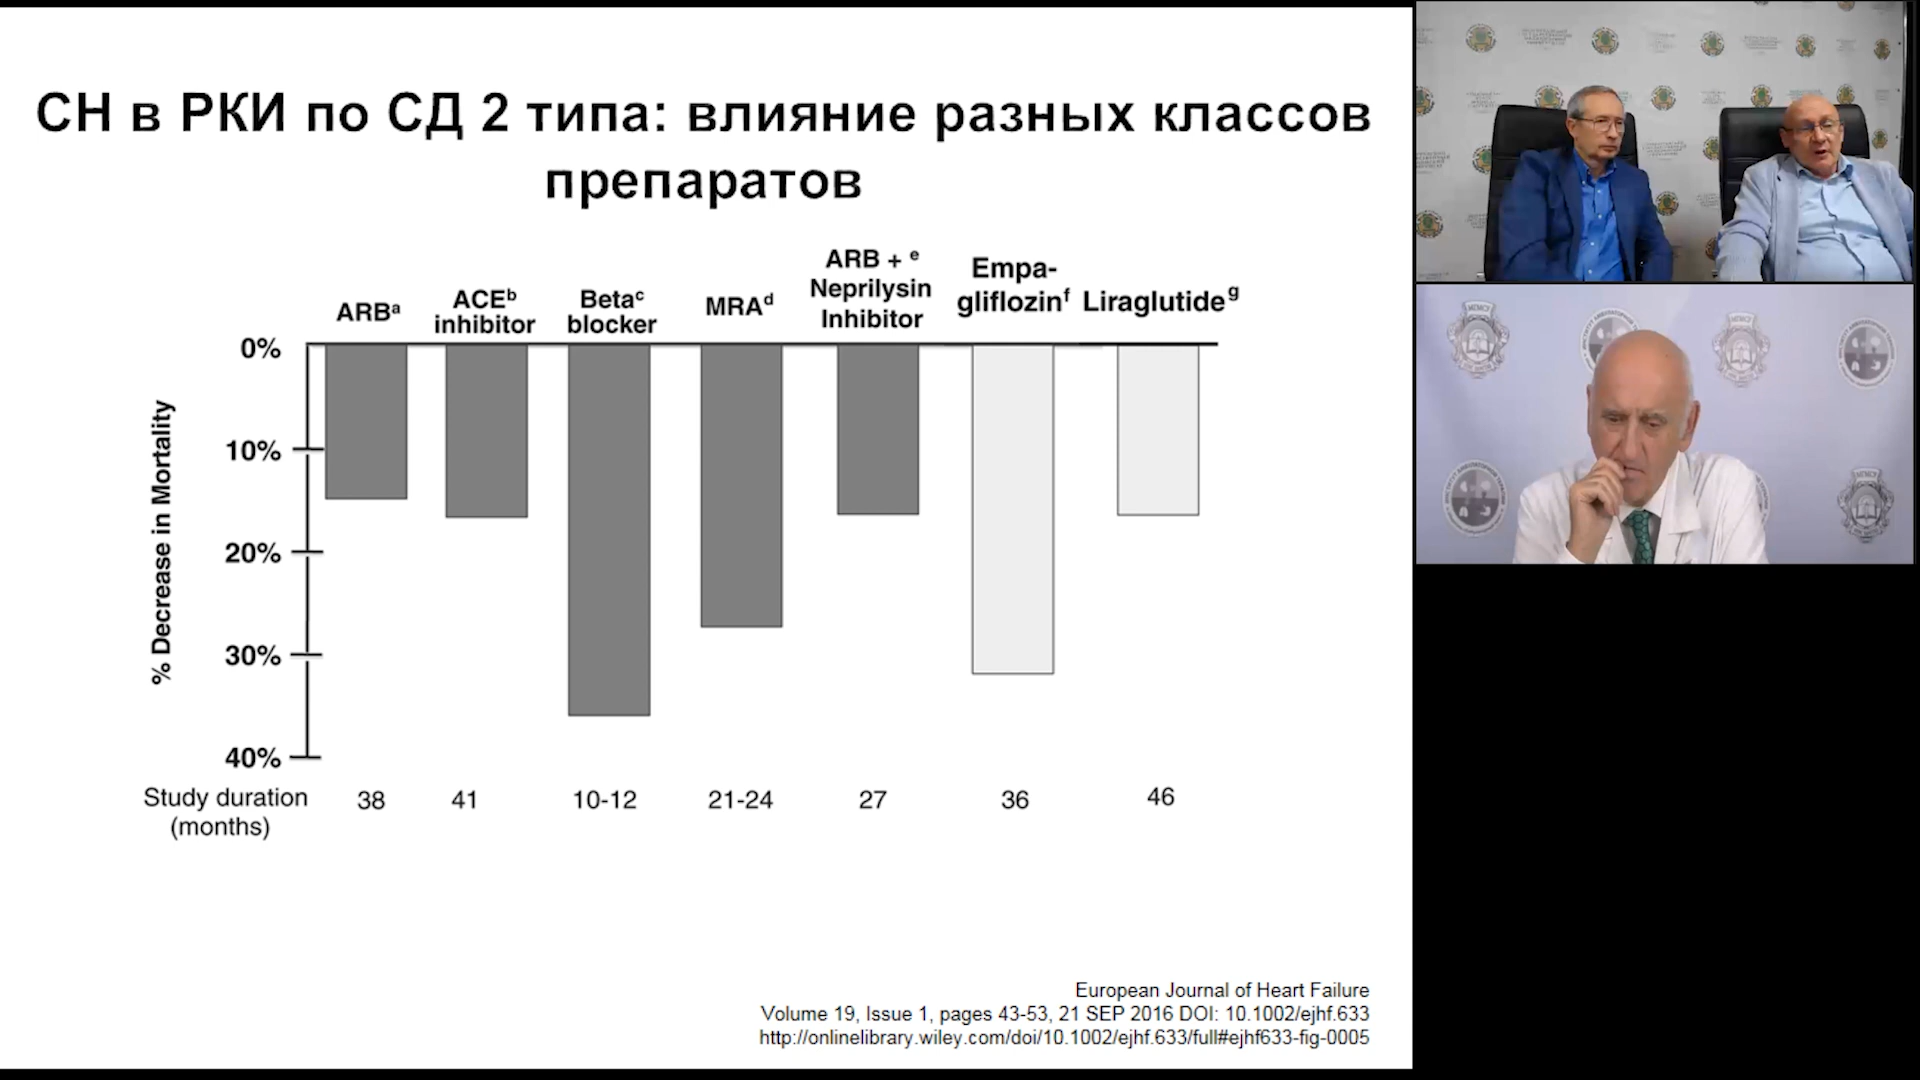 СН в РКИ по СД 2 типа: влияние разных классов
препаратов
ARBᵃ
ACEᵇ
inhibitor
Betaᶜ
blocker
MRAᵈ
ARB + ᵉ
Neprilysin
Inhibitor
Empa-
gliflozinᶠ
Liraglutideᵍ
% Decrease in Mortality
0%
10%
20%
30%
40%
Study duration
(months)
38
41
10-12
21-24
27
36
46
European Journal of Heart Failure
Volume 19, Issue 1, pages 43-53, 21 SEP 2016 DOI: 10.1002/ejhf.633
http://onlinelibrary.wiley.com/doi/10.1002/ejhf.633/full#ejhf633-fig-0005